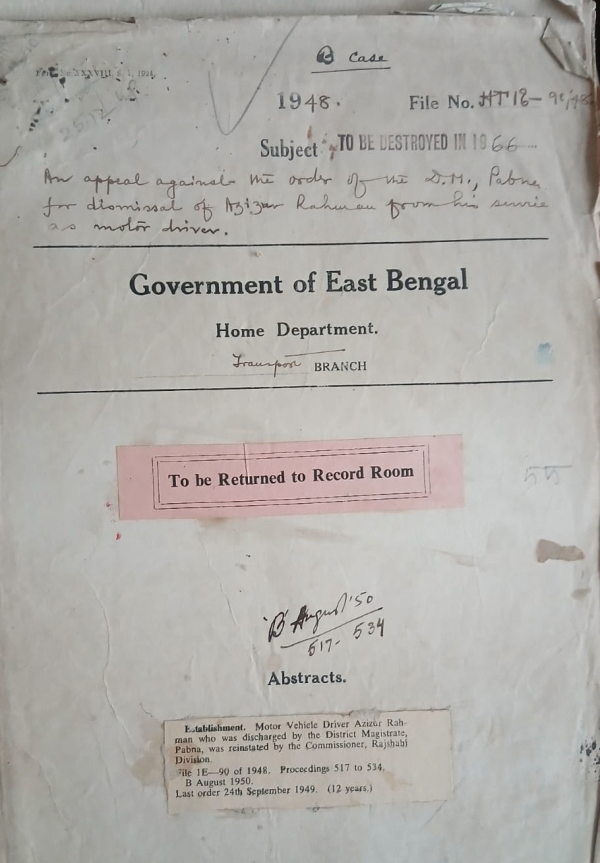 B Case
1948. File No.
Subject TO BE DESTROYED IN 1966
An appeal against the order of the D.M., Pabna
for dismissal of Azizur Rahman from his service
as motor driver.
Government of East Bengal
Home Department.
Transport BRANCH
To be Returned to Record Room
55
'B' August '50
517- 534
Abstracts.
Establishment. Motor Vehicle Driver Azizur Rah-
man who was discharged by the District Magistrate,
Pabna, was reinstated by the Commissioner, Rajshahi
Division.
File 1E—90 of 1948. Proceedings 517 to 534,
B August 1950.
Last order 24th September 1949. (12 years.)